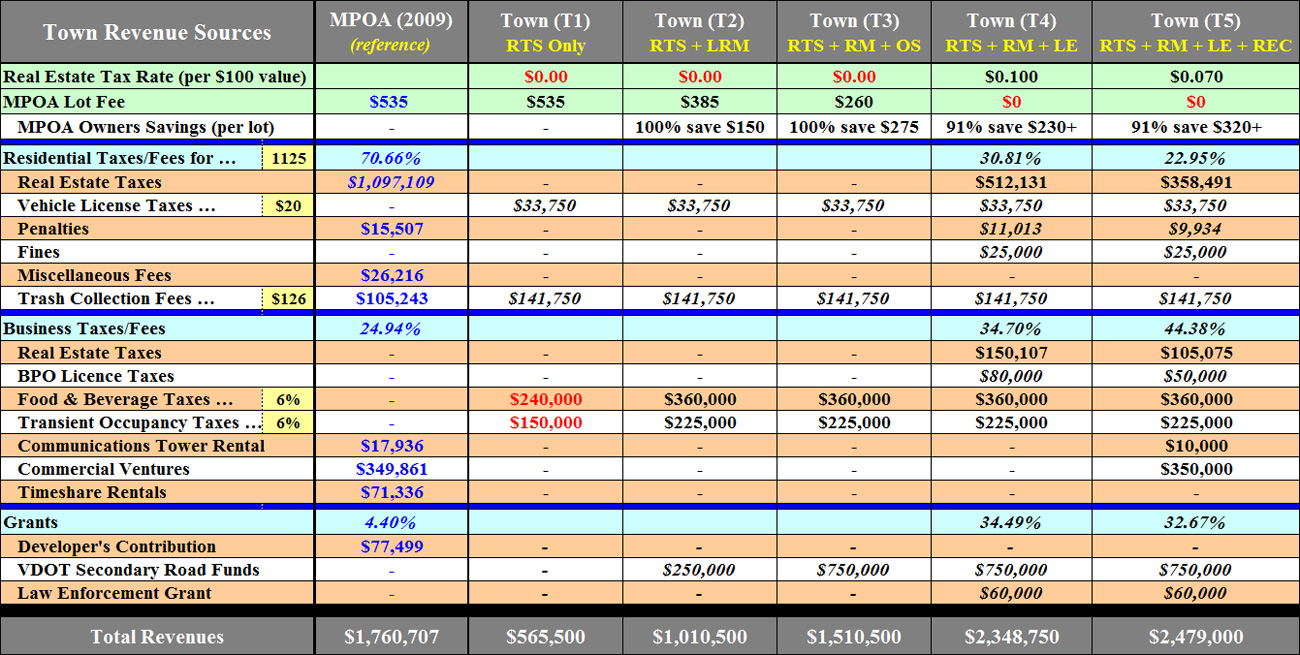 Town Revenue Sources MPOA (2009) Town (T1) Town (T2) Town (T3) Town (T4) Town (T5)
(reference) RTS Only RTS + LRM RTS + RM + OS RTS + RM + LE RTS + RM + LE + REC
Real Estate Tax Rate (per $100 value) $0.00 $0.00 $0.00 $0.100 $0.070
MPOA Lot Fee $535 $535 $385 $260 $0 $0
MPOA Owners Savings (per lot) - - 100% save $150 100% save $275 91% save $230+ 91% save $320+
Residential Taxes/Fees for ... 1125 70.66% 30.81% 22.95%
Real Estate Taxes $1,097,109 - - - $512,131 $358,491
Vehicle License Taxes ... $20 - $33,750 $33,750 $33,750 $33,750 $33,750
Penalties $15,507 - - - $11,013 $9,934
Fines - - - - $25,000 $25,000
Miscellaneous Fees $26,216 - - - - -
Trash Collection Fees ... $126 $105,243 $141,750 $141,750 $141,750 $141,750 $141,750
Business Taxes/Fees 24.94% 34.70% 44.38%
Real Estate Taxes - - - - $150,107 $105,075
BPO Licence Taxes - - - - $80,000 $50,000
Food & Beverage Taxes ... 6% - $240,000 $360,000 $360,000 $360,000 $360,000
Transient Occupancy Taxes ... 6% - $150,000 $225,000 $225,000 $225,000 $225,000
Communications Tower Rental $17,936 - - - - $10,000
Commercial Ventures $349,861 - - - - $350,000
Timeshare Rentals $71,336 - - - - -
Grants 4.40% 34.49% 32.67%
Developer's Contribution $77,499 - - - - -
VDOT Secondary Road Funds - - $250,000 $750,000 $750,000 $750,000
Law Enforcement Grant - - - - $60,000 $60,000
Total Revenues $1,760,707 $565,500 $1,010,500 $1,510,500 $2,348,750 $2,479,000